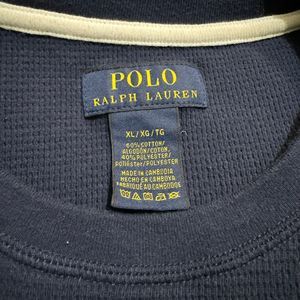 POLO
RALPH LAUREN
XL/XG/TG
60% COTTON/
ALGODÓN/COTON,
40% POLYESTER/
poliéster/POLYESTER
MADE IN CAMBODIA
HECHO EN CAMBOYA
FABRIQUÉ AU CAMBODGE